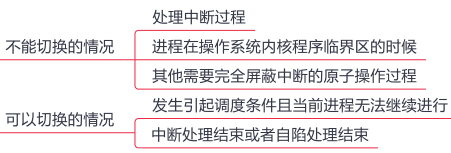 不能切换的情况
处理中断过程
进程在操作系统内核程序临界区的时候
其他需要完全屏蔽中断的原子操作过程
可以切换的情况
发生引起调度条件且当前进程无法继续进行
中断处理结束或者自陷处理结束